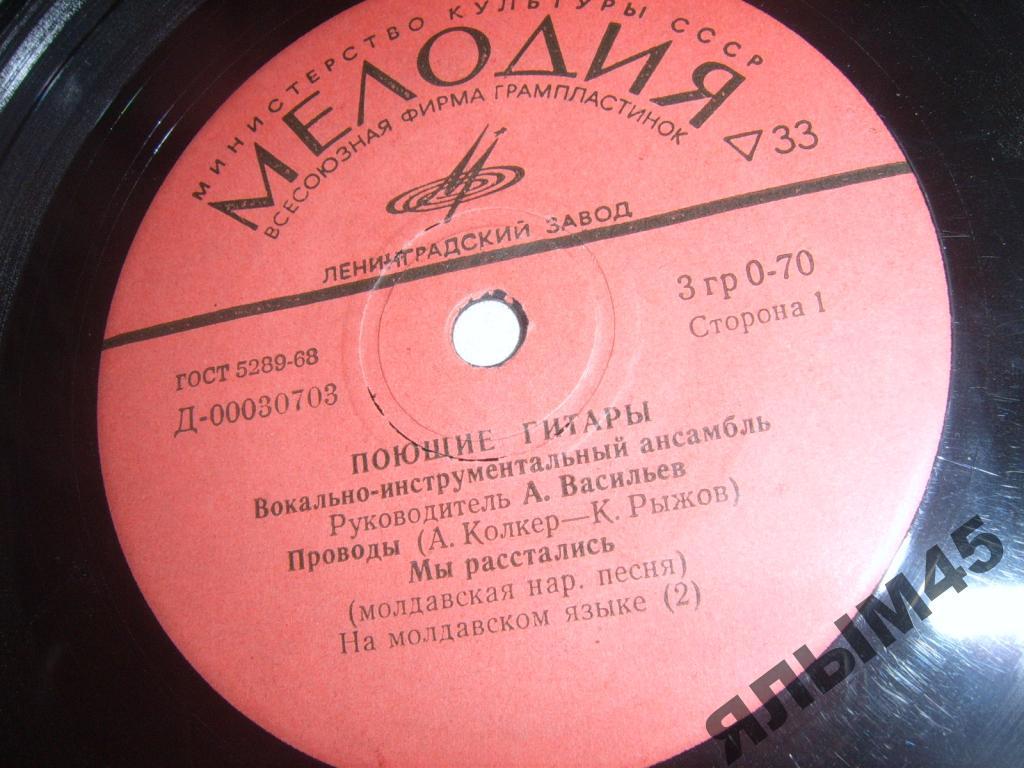 МИНИСТЕРСТВО КУЛЬТУРЫ СССР
МЕЛОДИЯ
ВСЕСОЮЗНАЯ ФИРМА ГРАМПЛАСТИНОК
▽ 33
ЛЕНИНГРАДСКИЙ ЗАВОД
3 гр 0-70
Сторона 1
ГОСТ 5289-68
Д-00030703
ПОЮЩИЕ ГИТАРЫ
Вокально-инструментальный ансамбль
Руководитель А. Васильев
Проводы (А. Колкер—К. Рыжов)
Мы расстались
(молдавская нар. песня)
На молдавском языке (2)
ЯЛЫМ45